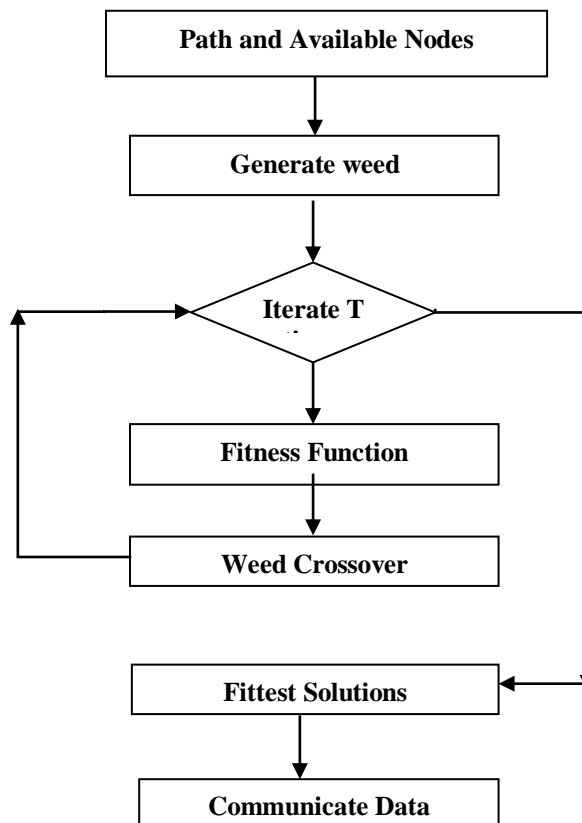 Path and Available Nodes
Generate weed
Iterate T
Fitness Function
Weed Crossover
Fittest Solutions
Communicate Data